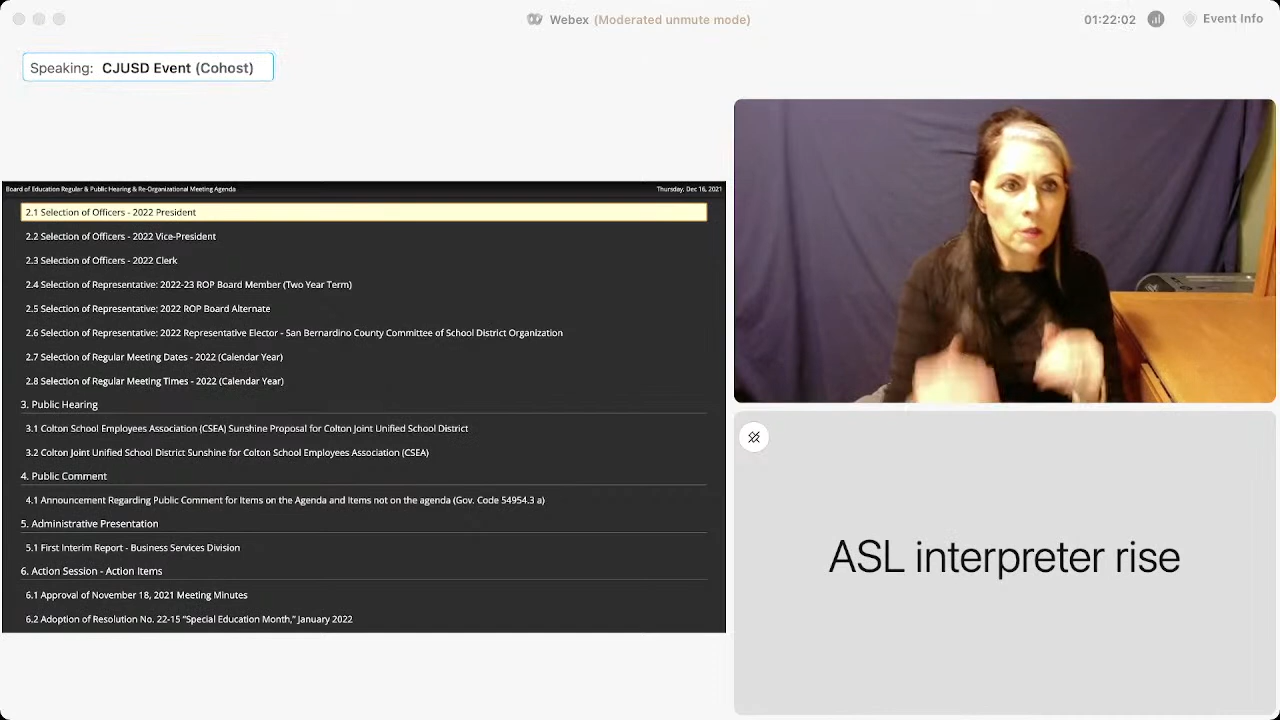 Webex (Moderated unmute mode)
01:22:02
Event Info
Speaking: CJUSD Event (Cohost)
Board of Education Regular & Public Hearing & Re-Organizational Meeting Agenda
Thursday, Dec 16, 2021
2.1 Selection of Officers - 2022 President
2.2 Selection of Officers - 2022 Vice-President
2.3 Selection of Officers - 2022 Clerk
2.4 Selection of Representative: 2022-23 ROP Board Member (Two Year Term)
2.5 Selection of Representative: 2022 ROP Board Alternate
2.6 Selection of Representative: 2022 Representative Elector - San Bernardino County Committee of School District Organization
2.7 Selection of Regular Meeting Dates - 2022 (Calendar Year)
2.8 Selection of Regular Meeting Times - 2022 (Calendar Year)
3. Public Hearing
3.1 Colton School Employees Association (CSEA) Sunshine Proposal for Colton Joint Unified School District
3.2 Colton Joint Unified School District Sunshine for Colton School Employees Association (CSEA)
4. Public Comment
4.1 Announcement Regarding Public Comment for Items on the Agenda and Items not on the agenda (Gov. Code 54954.3 a)
5. Administrative Presentation
5.1 First Interim Report - Business Services Division
6. Action Session - Action Items
6.1 Approval of November 18, 2021 Meeting Minutes
6.2 Adoption of Resolution No. 22-15 "Special Education Month," January 2022
ASL interpreter rise